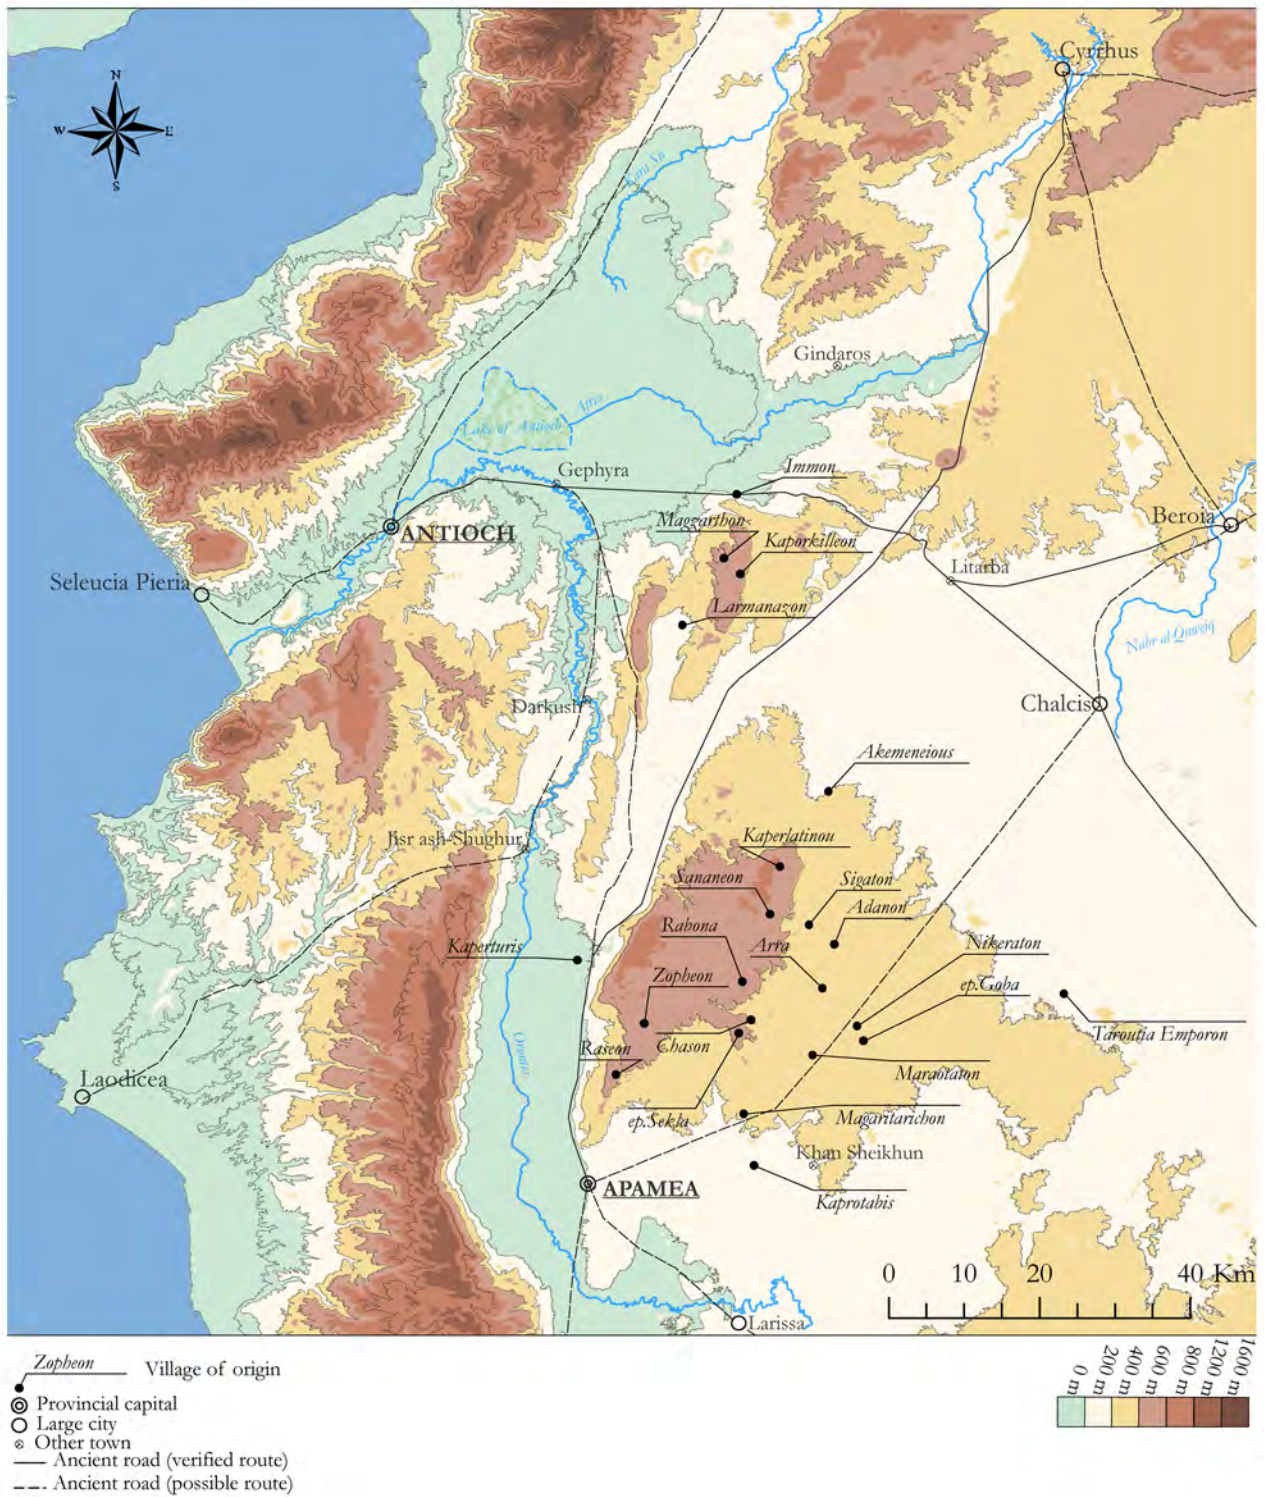 Cyrrhus
N
W
E
S
Kara Su
Gindaros
Afrin
Lake of Antioch
Gephyra
Immon
Maggarthon
Beroia
ANTIOCH
Kaporkilleon
Litarba
Seleucia Pieria
Larmanazon
Nahr al-Quweiq
Darkush
Chalcis
Akemeneious
Jisr ash-Shughur
Kaperlatinou
Sananeon
Sigaton
Adanon
Rabona
Kaperturis
Arra
Nikeraton
Zopheon
ep.Goba
Orontes
Raseon
Chason
Taroutia Emporon
Laodicea
Maraotaton
ep.Sekla
Magaritarichon
Khan Sheikhun
APAMEA
Kaprotabis
0 10 20 40 Km
Larissa
Zopheon
Village of origin
Provincial capital
Large city
Other town
Ancient road (verified route)
Ancient road (possible route)
0 m
200 m
400 m
600 m
800 m
1200 m
1600 m